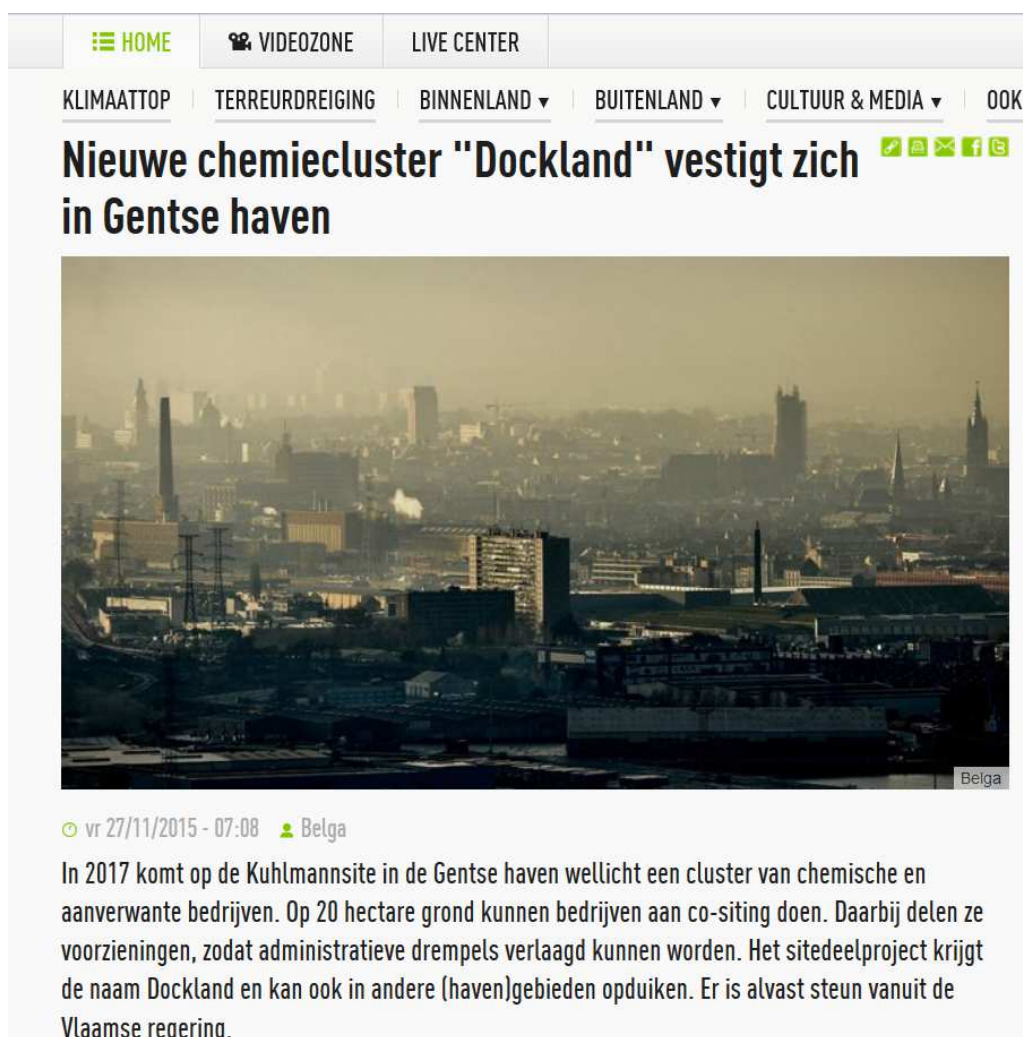 HOME VIDEOZONE LIVE CENTER
KLIMAATTOP TERREURDREIGING BINNENLAND ▾ BUITENLAND ▾ CULTUUR & MEDIA ▾ OOK
Nieuwe chemiecluster "Dockland" vestigt zich
in Gentse haven
Belga
vr 27/11/2015 - 07:08 Belga
In 2017 komt op de Kuhlmannsite in de Gentse haven wellicht een cluster van chemische en
aanverwante bedrijven. Op 20 hectare grond kunnen bedrijven aan co-siting doen. Daarbij delen ze
voorzieningen, zodat administratieve drempels verlaagd kunnen worden. Het sitedeelproject krijgt
de naam Dockland en kan ook in andere (haven)gebieden opduiken. Er is alvast steun vanuit de
Vlaamse regering.